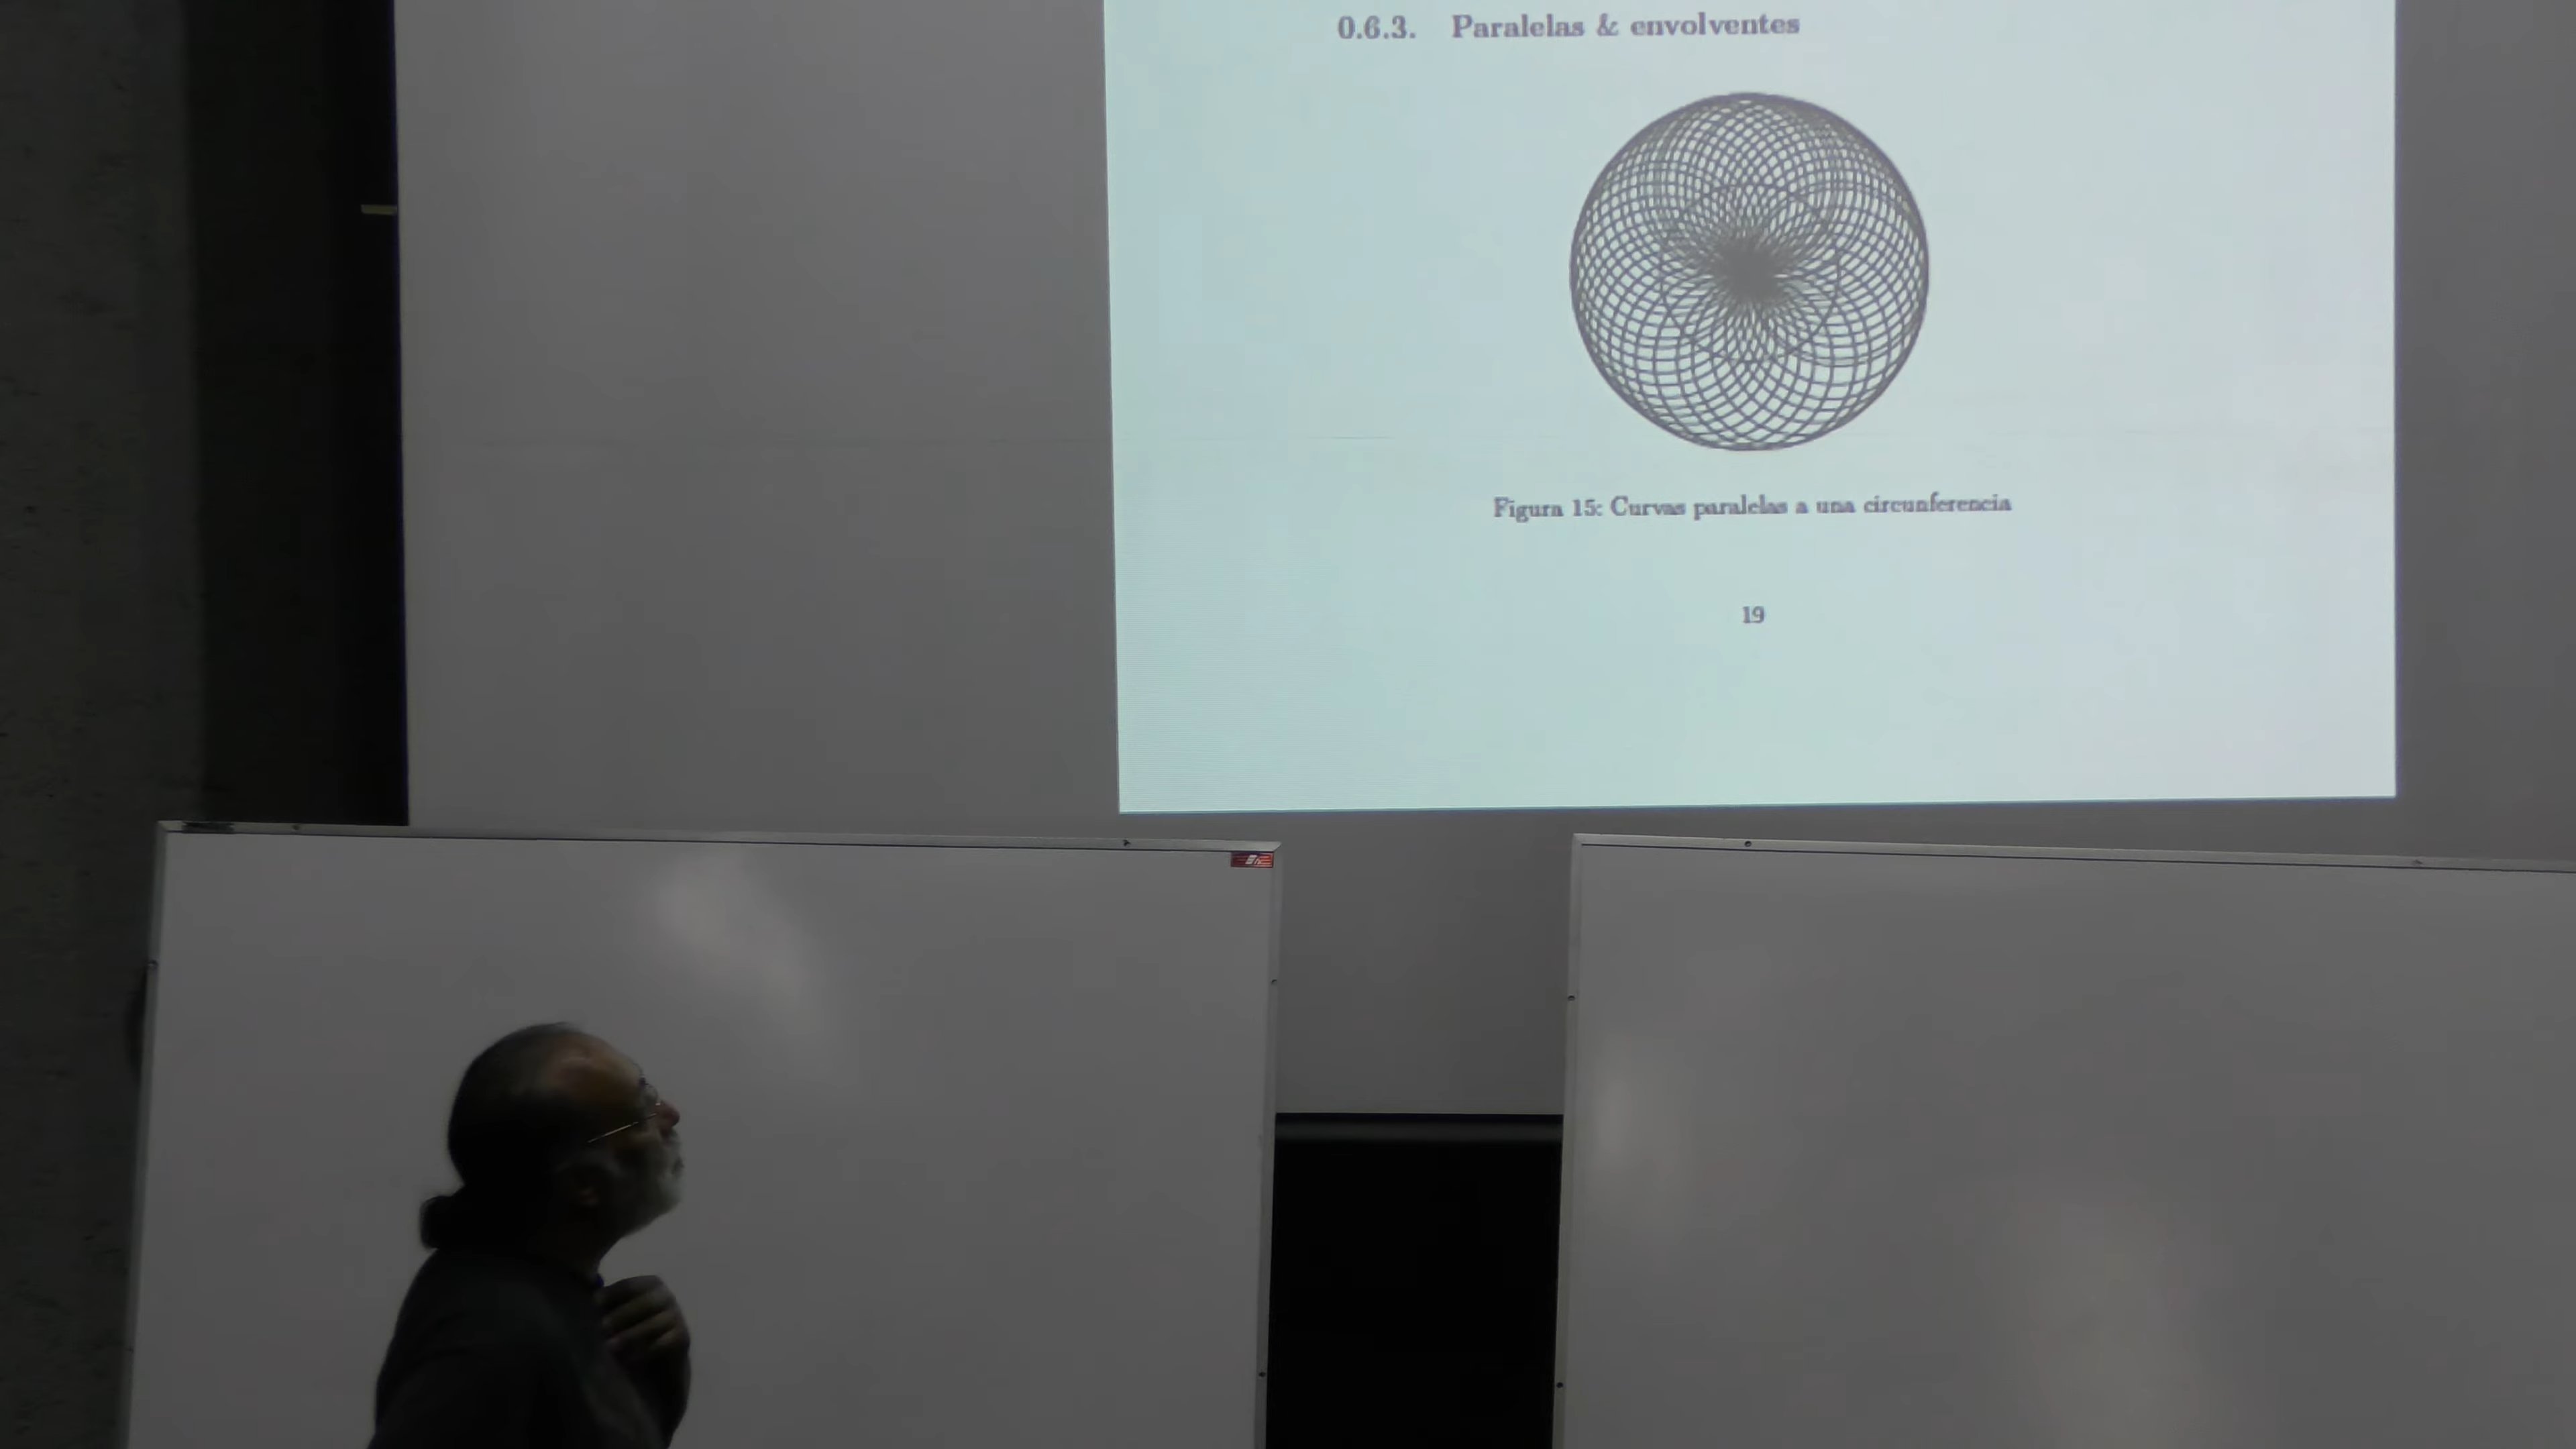 0.6.3. Paralelas & envolventes
Figura 15: Curvas paralelas a una circunferencia
19